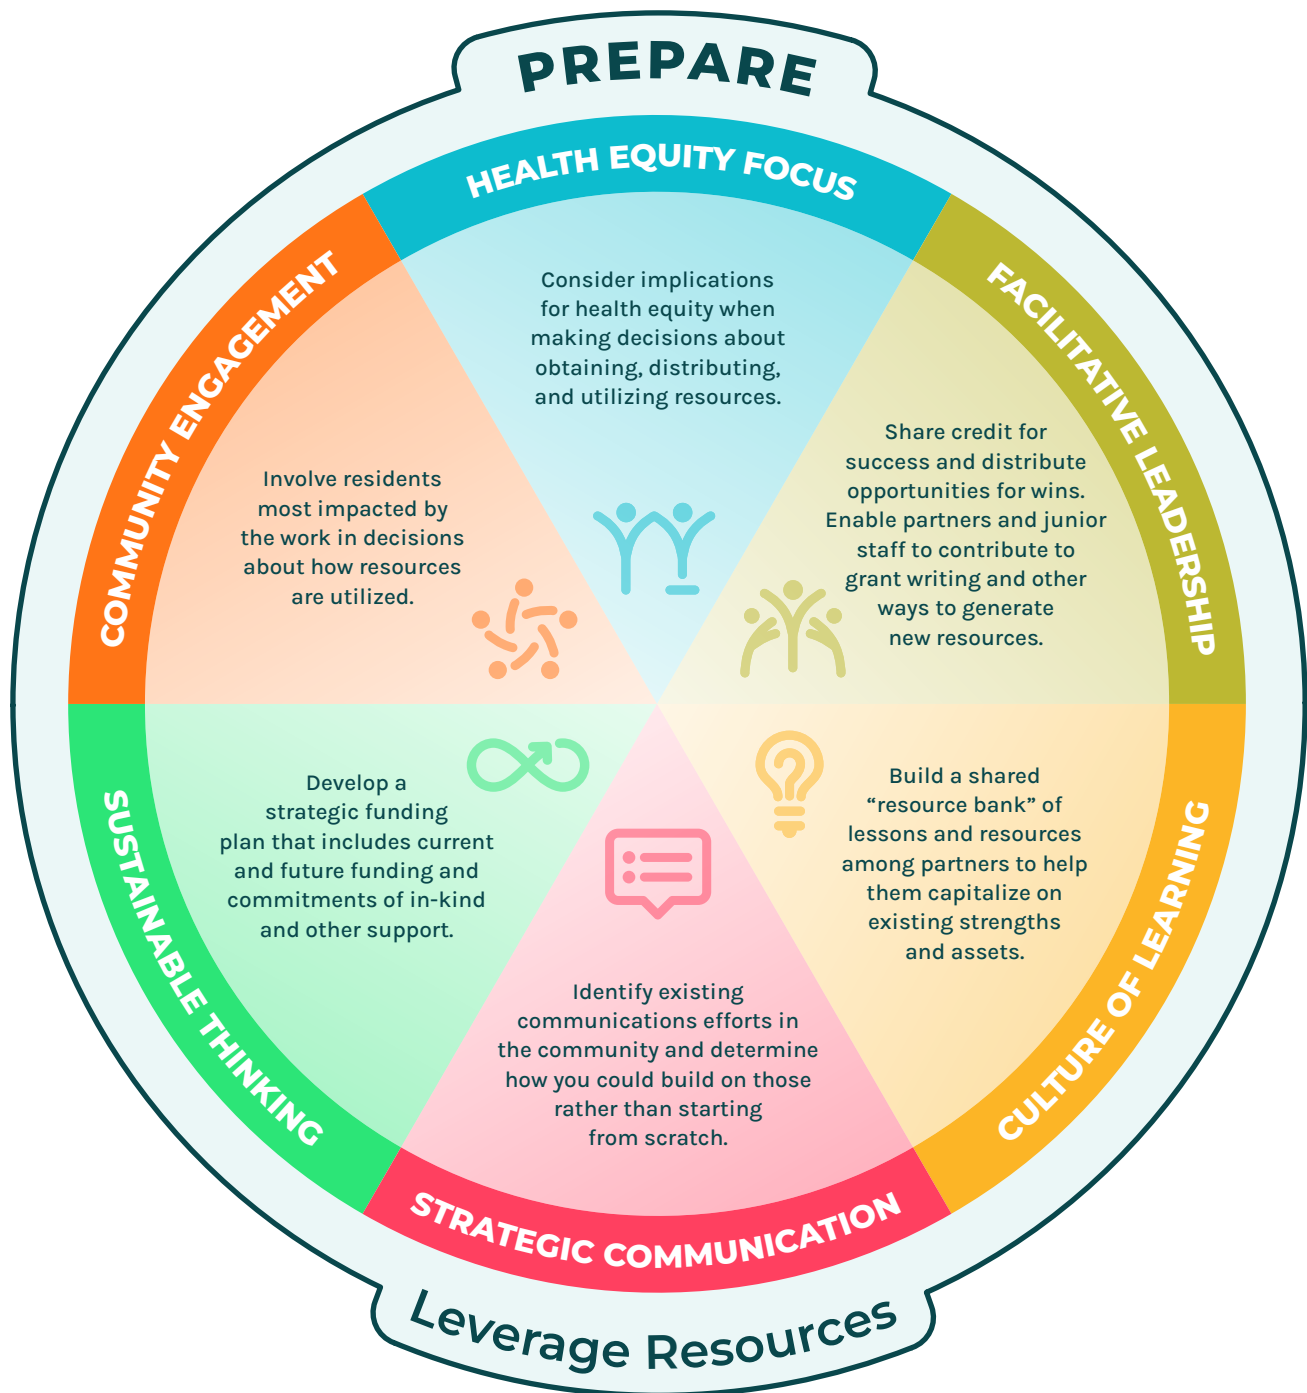 PREPARE
HEALTH EQUITY FOCUS
Consider implications
for health equity when
making decisions about
obtaining, distributing,
and utilizing resources.
FACILITATIVE LEADERSHIP
Share credit for
success and distribute
opportunities for wins.
Enable partners and junior
staff to contribute to
grant writing and other
ways to generate
new resources.
CULTURE OF LEARNING
Build a shared
“resource bank” of
lessons and resources
among partners to help
them capitalize on
existing strengths
and assets.
STRATEGIC COMMUNICATION
Identify existing
communications efforts in
the community and determine
how you could build on those
rather than starting
from scratch.
SUSTAINABLE THINKING
Develop a
strategic funding
plan that includes current
and future funding and
commitments of in-kind
and other support.
COMMUNITY ENGAGEMENT
Involve residents
most impacted by
the work in decisions
about how resources
are utilized.
Leverage Resources